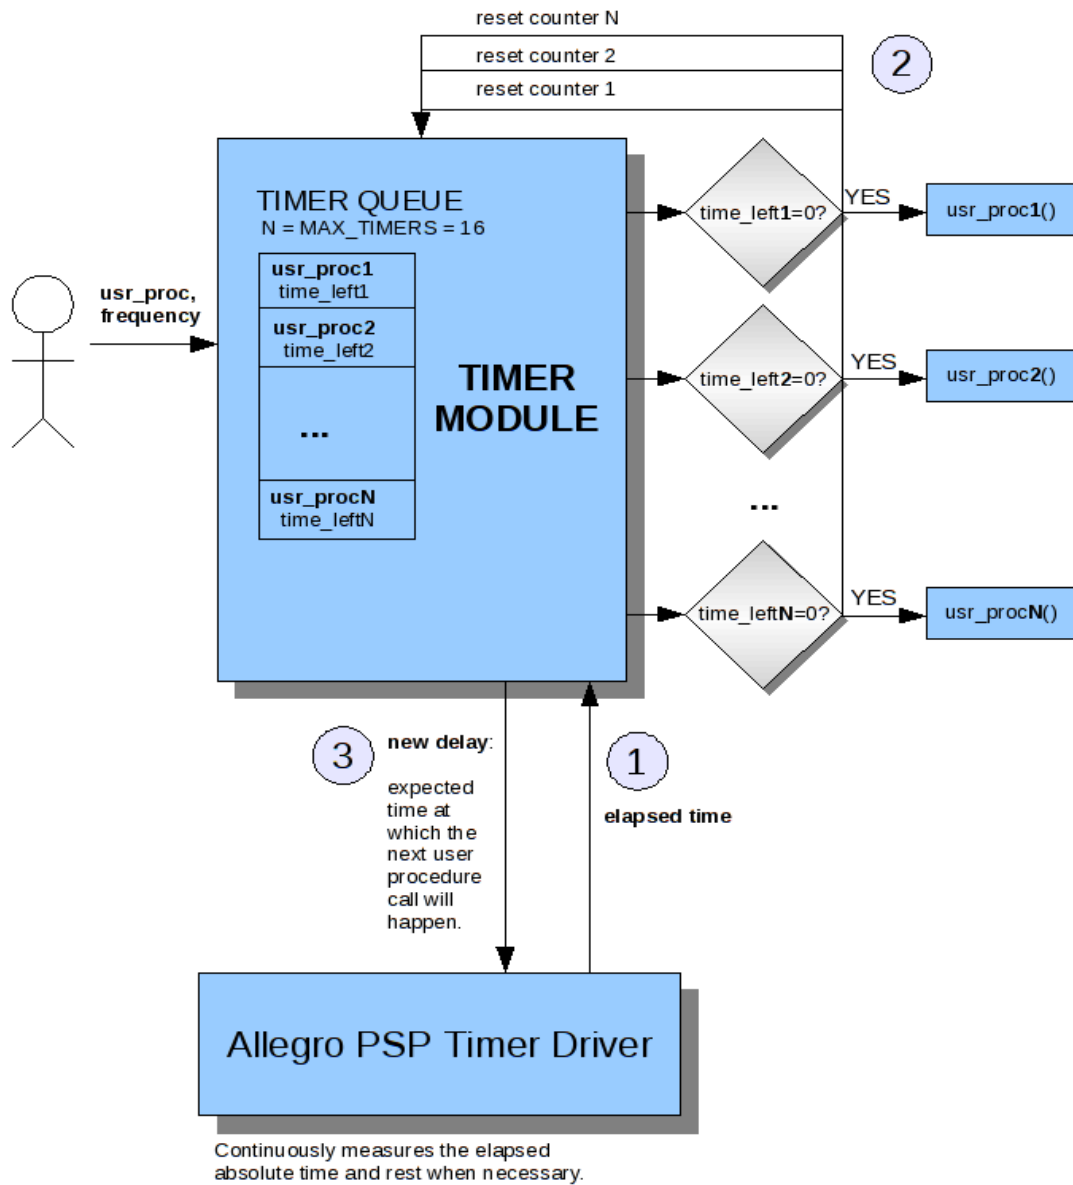 reset counter N
reset counter 2
reset counter 1
2
TIMER QUEUE
N = MAX_TIMERS = 16
usr_proc1
time_left1
usr_proc2
time_left2
...
usr_procN
time_leftN
TIMER
MODULE
usr_proc,
frequency
time_left1=0?
YES
usr_proc1()
time_left2=0?
YES
usr_proc2()
...
time_leftN=0?
YES
usr_procN()
3
new delay:
expected
time at
which the
next user
procedure
call will
happen.
1
elapsed time
Allegro PSP Timer Driver
Continuously measures the elapsed
absolute time and rest when necessary.